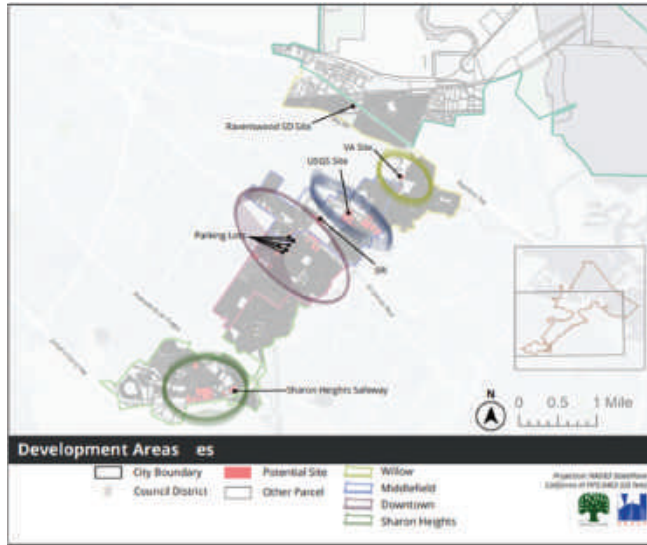 Ravenswood SD Site
VA Site
USGS Site
Parking Lots
SRI
Sharon Heights Safeway
N
0 0.5 1 Mile
Development Areas es
City Boundary
Council District
Potential Site
Other Parcel
Willow
Middlefield
Downtown
Sharon Heights